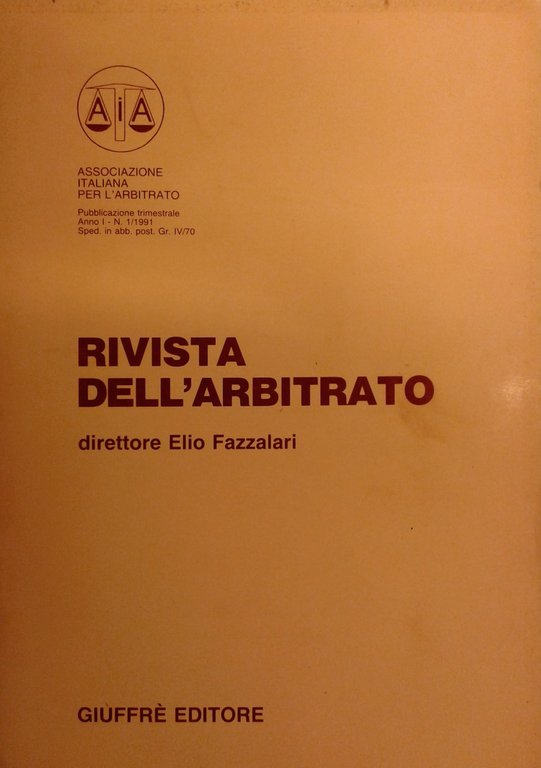 AiA
ASSOCIAZIONE
ITALIANA
PER L'ARBITRATO
Pubblicazione trimestrale
Anno I - N. 1/1991
Sped. in abb. post. Gr. IV/70
RIVISTA
DELL'ARBITRATO
direttore Elio Fazzalari
GIUFFRÈ EDITORE